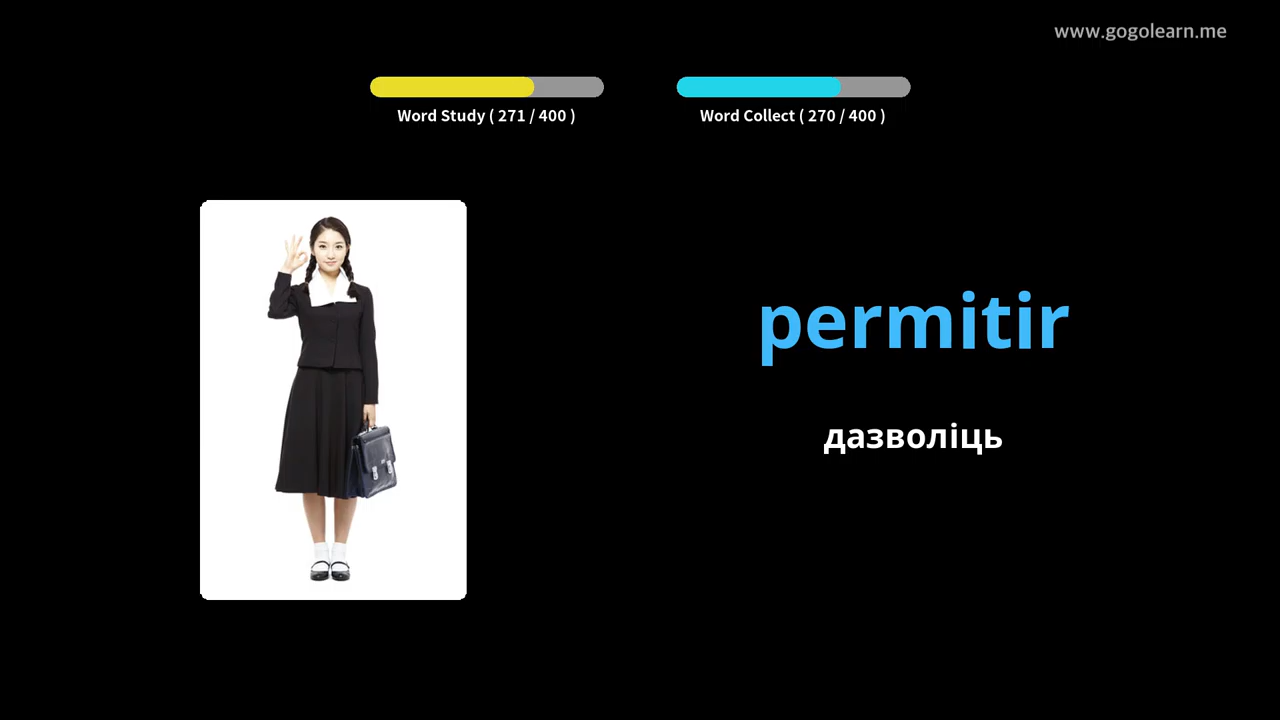 www.gogolearn.me
Word Study ( 271 / 400 )
Word Collect ( 270 / 400 )
permitir
дазволіць